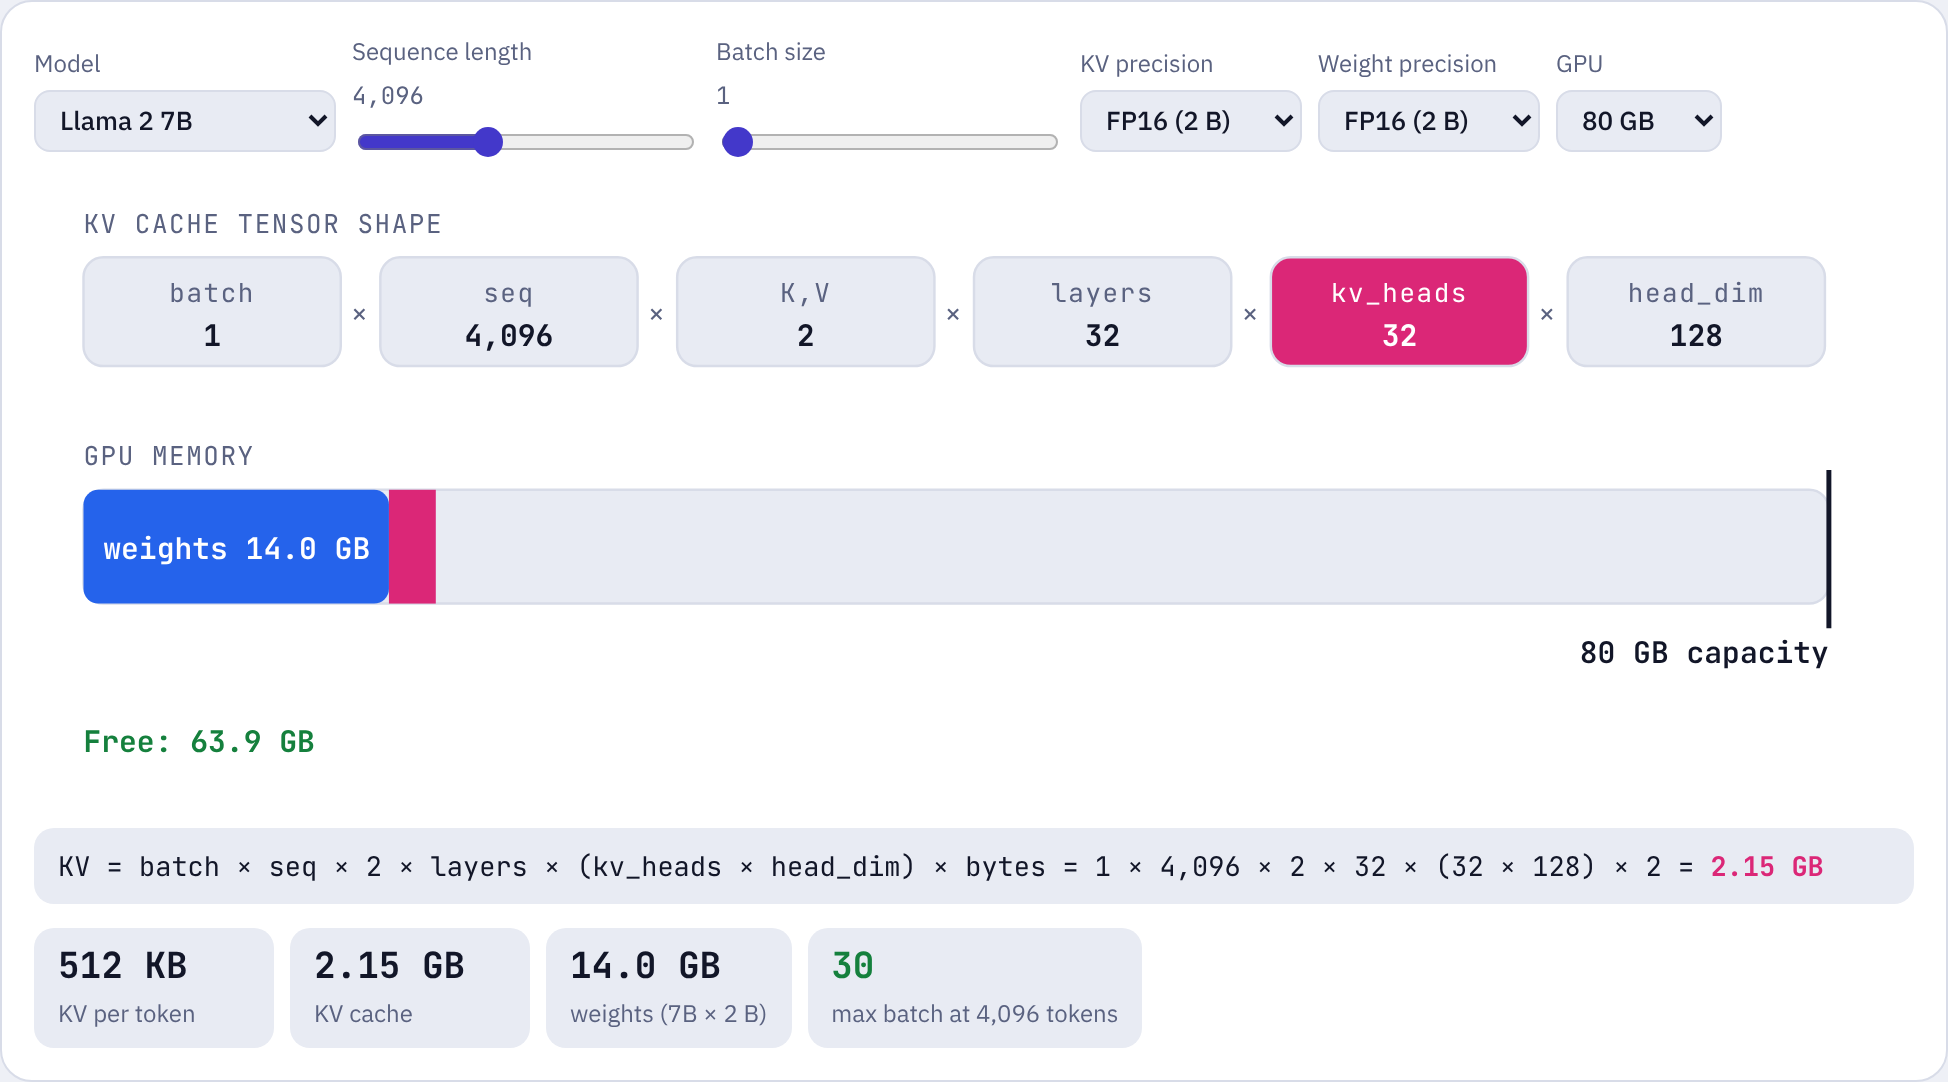 Model
Llama 2 7B
Sequence length
4,096
Batch size
1
KV precision
FP16 (2 B)
Weight precision
FP16 (2 B)
GPU
80 GB
KV CACHE TENSOR SHAPE
batch
1
×
seq
4,096
×
K,V
2
×
layers
32
×
kv_heads
32
×
head_dim
128
GPU MEMORY
weights 14.0 GB
80 GB capacity
Free: 63.9 GB
KV = batch × seq × 2 × layers × (kv_heads × head_dim) × bytes = 1 × 4,096 × 2 × 32 × (32 × 128) × 2 = 2.15 GB
512 KB
KV per token
2.15 GB
KV cache
14.0 GB
weights (7B × 2 B)
30
max batch at 4,096 tokens